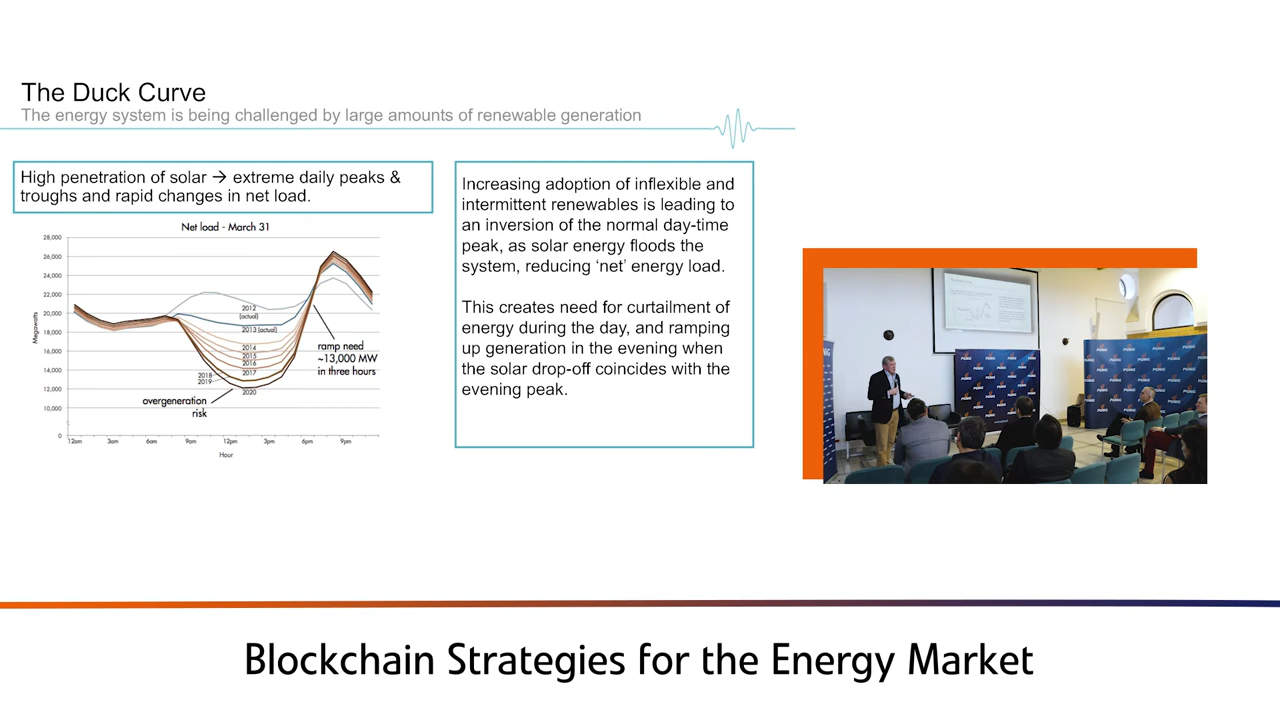 The Duck Curve
The energy system is being challenged by large amounts of renewable generation
High penetration of solar → extreme daily peaks &
troughs and rapid changes in net load.
Net load - March 31
28,000
26,000
24,000
22,000
20,000
18,000
16,000
14,000
12,000
10,000
0
Megawatts
2012
(actual)
2013 (actual)
2014
2015
2016
2017
2018
2019
2020
ramp need
~13,000 MW
in three hours
overgeneration
risk
12am 3am 6am 9am 12pm 3pm 6pm 9pm
Hour
Increasing adoption of inflexible and
intermittent renewables is leading to
an inversion of the normal day-time
peak, as solar energy floods the
system, reducing ‘net’ energy load.
This creates need for curtailment of
energy during the day, and ramping
up generation in the evening when
the solar drop-off coincides with the
evening peak.
PGNiG
Blockchain Strategies for the Energy Market